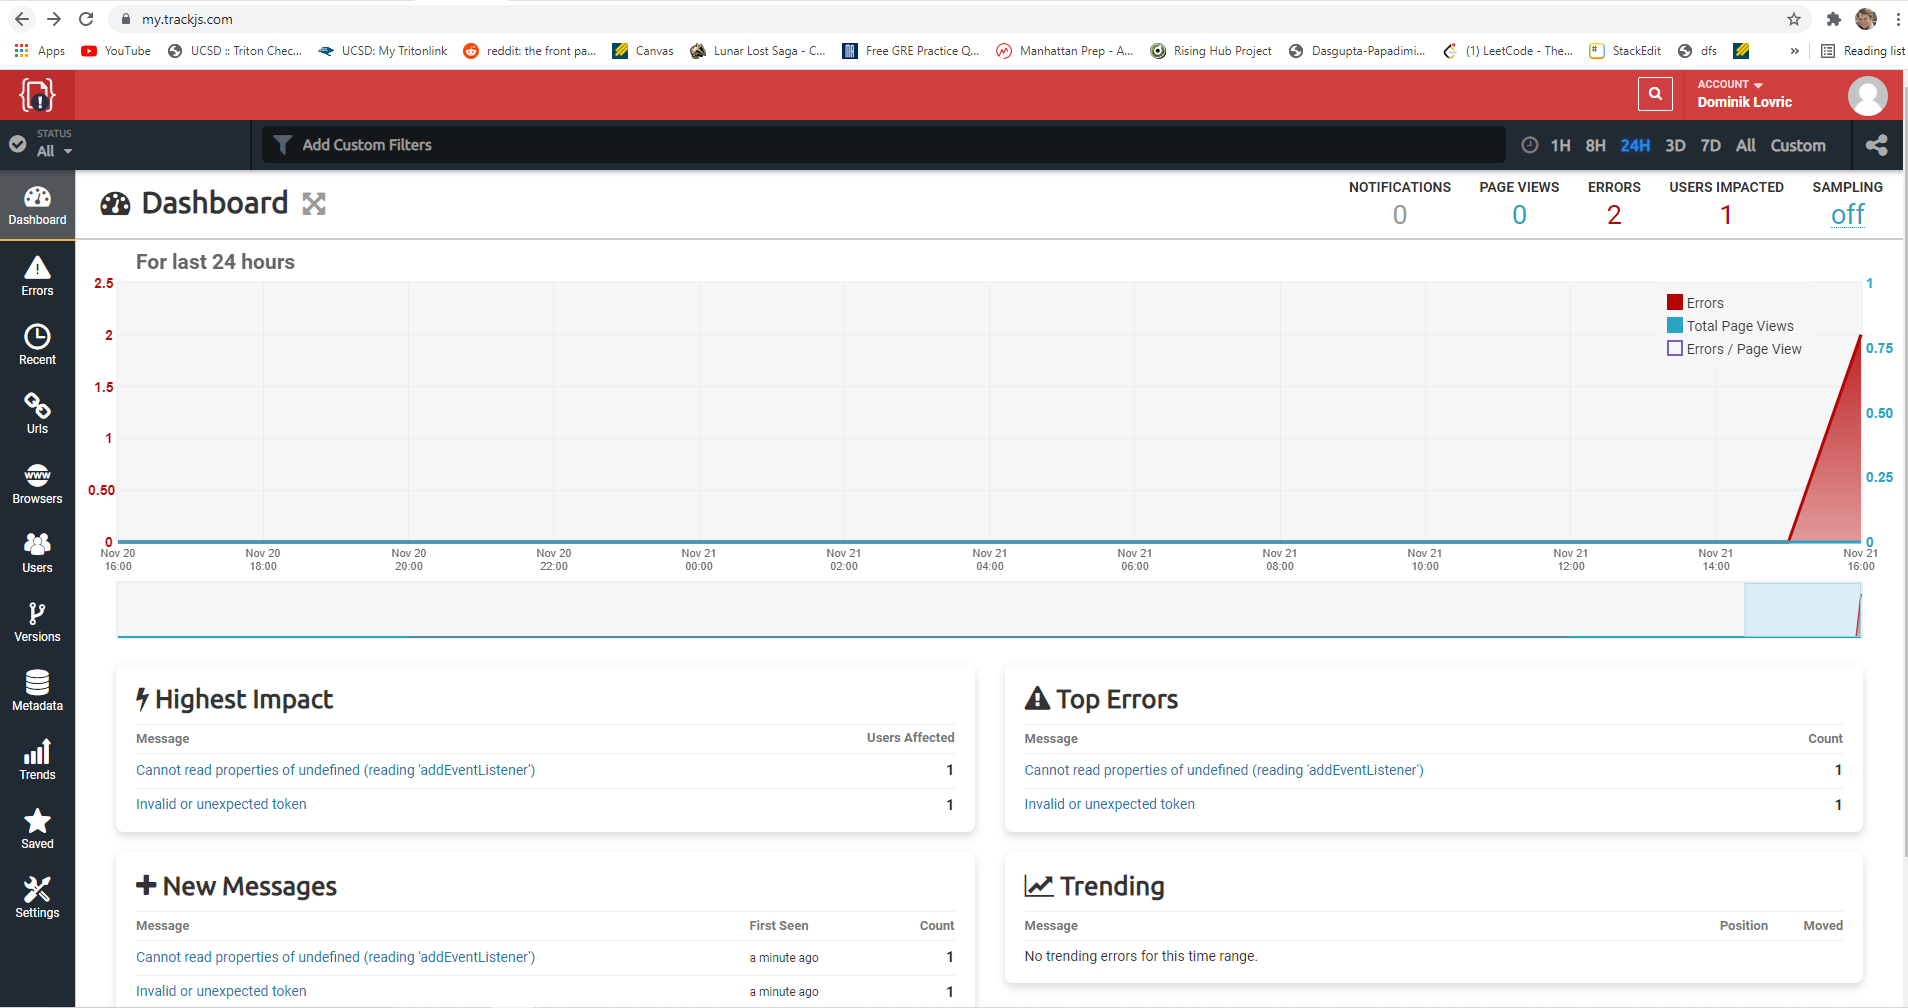 my.trackjs.com
Apps YouTube UCSD :: Triton Chec... UCSD: My Tritonlink reddit: the front pa... Canvas Lunar Lost Saga - C... Free GRE Practice Q... Manhattan Prep - A... Rising Hub Project Dasgupta-Papadimi... (1) LeetCode - The... StackEdit dfs » Reading list
ACCOUNT
Dominik Lovric
STATUS
All
Add Custom Filters
1H 8H 24H 3D 7D All Custom
Dashboard
Errors
Recent
Urls
www
Browsers
Users
Versions
Metadata
Trends
Saved
Settings
Dashboard
NOTIFICATIONS PAGE VIEWS ERRORS USERS IMPACTED SAMPLING
0 0 2 1 off
For last 24 hours
2.5
2
1.5
1
0.50
0
1
0.75
0.50
0.25
0
Errors
Total Page Views
Errors / Page View
Nov 20 Nov 20 Nov 20 Nov 20 Nov 21 Nov 21 Nov 21 Nov 21 Nov 21 Nov 21 Nov 21 Nov 21 Nov 21
16:00 18:00 20:00 22:00 00:00 02:00 04:00 06:00 08:00 10:00 12:00 14:00 16:00
Highest Impact
Message Users Affected
Cannot read properties of undefined (reading 'addEventListener') 1
Invalid or unexpected token 1
Top Errors
Message Count
Cannot read properties of undefined (reading 'addEventListener') 1
Invalid or unexpected token 1
New Messages
Message First Seen Count
Cannot read properties of undefined (reading 'addEventListener') a minute ago 1
Invalid or unexpected token a minute ago 1
Trending
Message Position Moved
No trending errors for this time range.